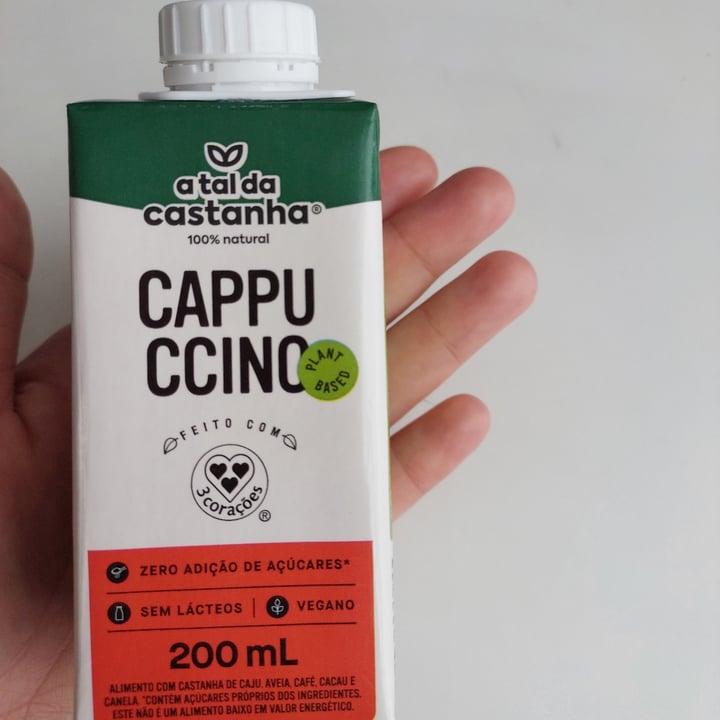 a tal da
castanha®
100% natural
CAPPU
CCINO
PLANT
BASED
FEITO COM
3 corações
®
ZERO ADIÇÃO DE AÇÚCARES*
SEM LÁCTEOS | VEGANO
200 mL
ALIMENTO COM CASTANHA DE CAJU, AVEIA, CAFÉ, CACAU E
CANELA. *CONTÉM AÇÚCARES PRÓPRIOS DOS INGREDIENTES.
ESTE NÃO É UM ALIMENTO BAIXO EM VALOR ENERGÉTICO.